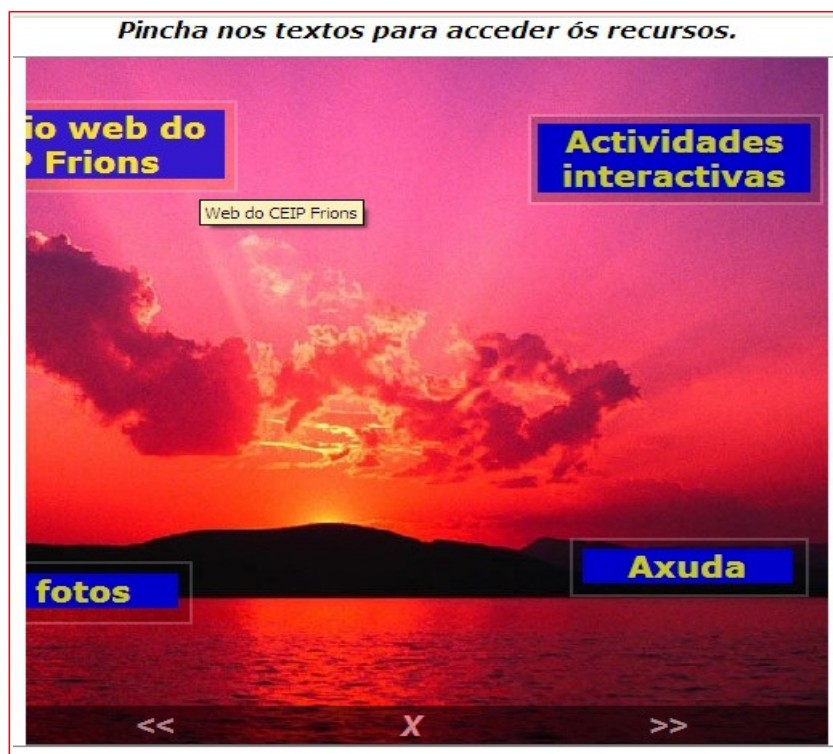 Pincha nos textos para acceder ós recursos.
io web do
P Frions
Actividades
interactivas
Web do CEIP Frions
fotos
Axuda
<< X >>